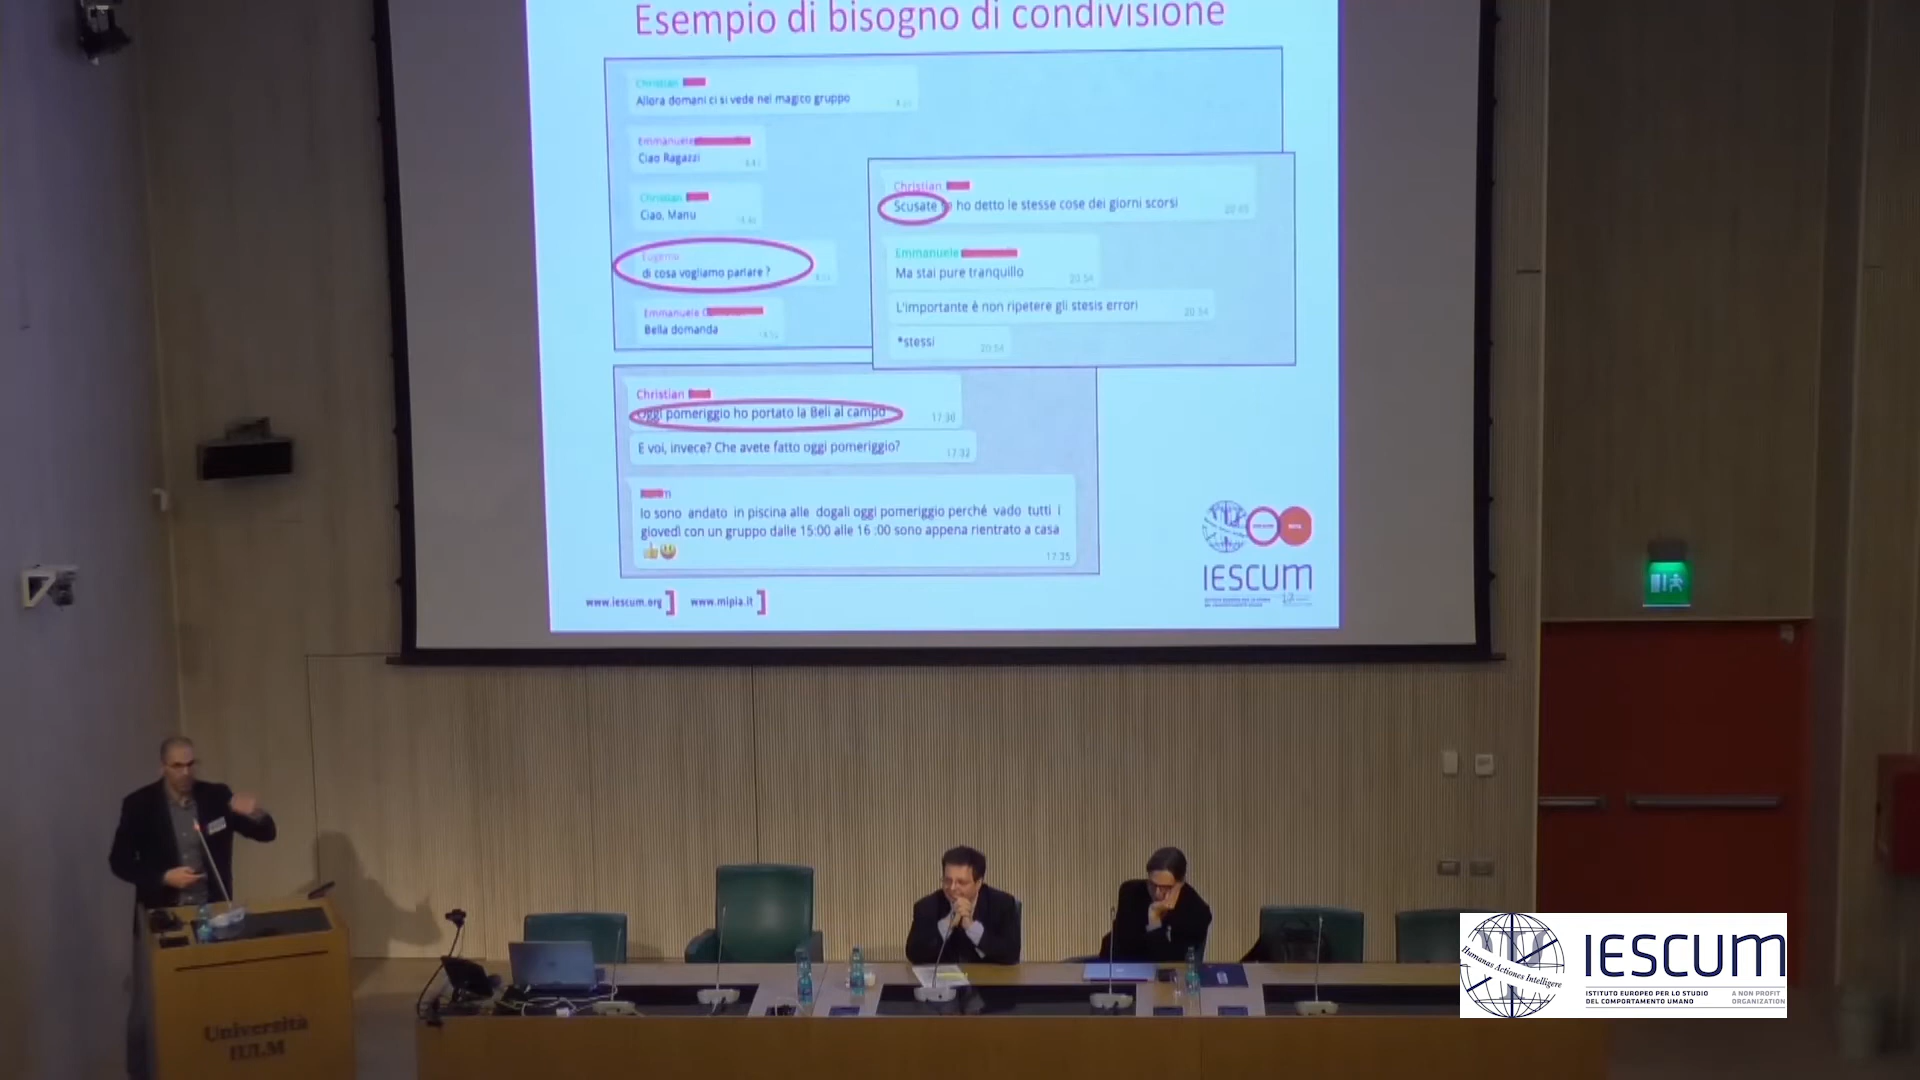 Esempio di bisogno di condivisione
Christian
Allora domani ci si vede nel magico gruppo
Emmanuele
Ciao Ragazzi
Christian
Ciao, Manu
Eugenio
di cosa vogliamo parlare ?
Emmanuele
Bella domanda
Christian
Scusate ho detto le stesse cose dei giorni scorsi
Emmanuele
Ma stai pure tranquillo
20:54
L'importante è non ripetere gli stesis errori
20:54
*stessi
20:54
Christian
Oggi pomeriggio ho portato la Beli al campo
17:30
E voi, invece? Che avete fatto oggi pomeriggio?
17:32
Io sono andato in piscina alle dogali oggi pomeriggio perché vado tutti i
giovedì con un gruppo dalle 15:00 alle 16 :00 sono appena rientrato a casa
17:35
www.iescum.org] www.mipia.it]
IESCUM
Università
IULM
Humanas Actiones Intelligere
IESCUM
ISTITUTO EUROPEO PER LO STUDIO
DEL COMPORTAMENTO UMANO
A NON PROFIT
ORGANIZATION